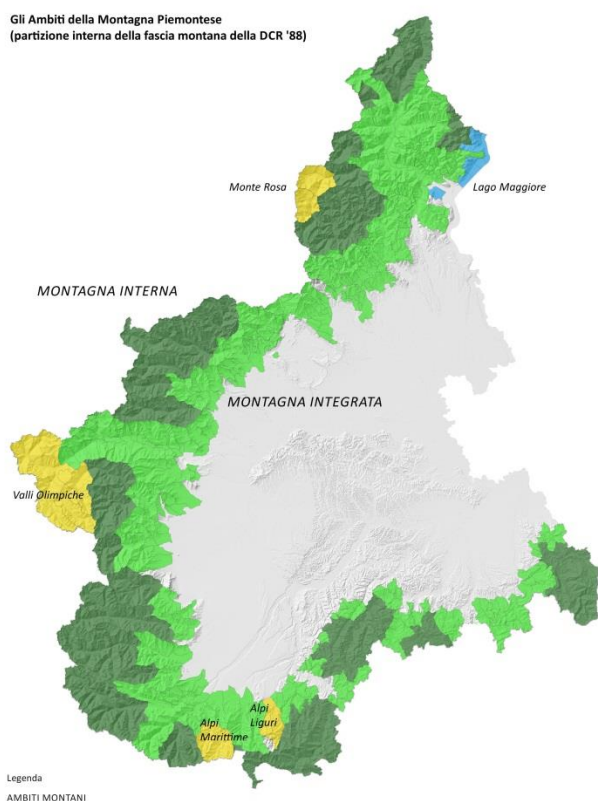 Gli Ambiti della Montagna Piemontese
(partizione interna della fascia montana della DCR '88)
Monte Rosa
Lago Maggiore
MONTAGNA INTERNA
MONTAGNA INTEGRATA
Valli Olimpiche
Alpi
Liguri
Alpi
Marittime
Legenda
AMBITI MONTANI